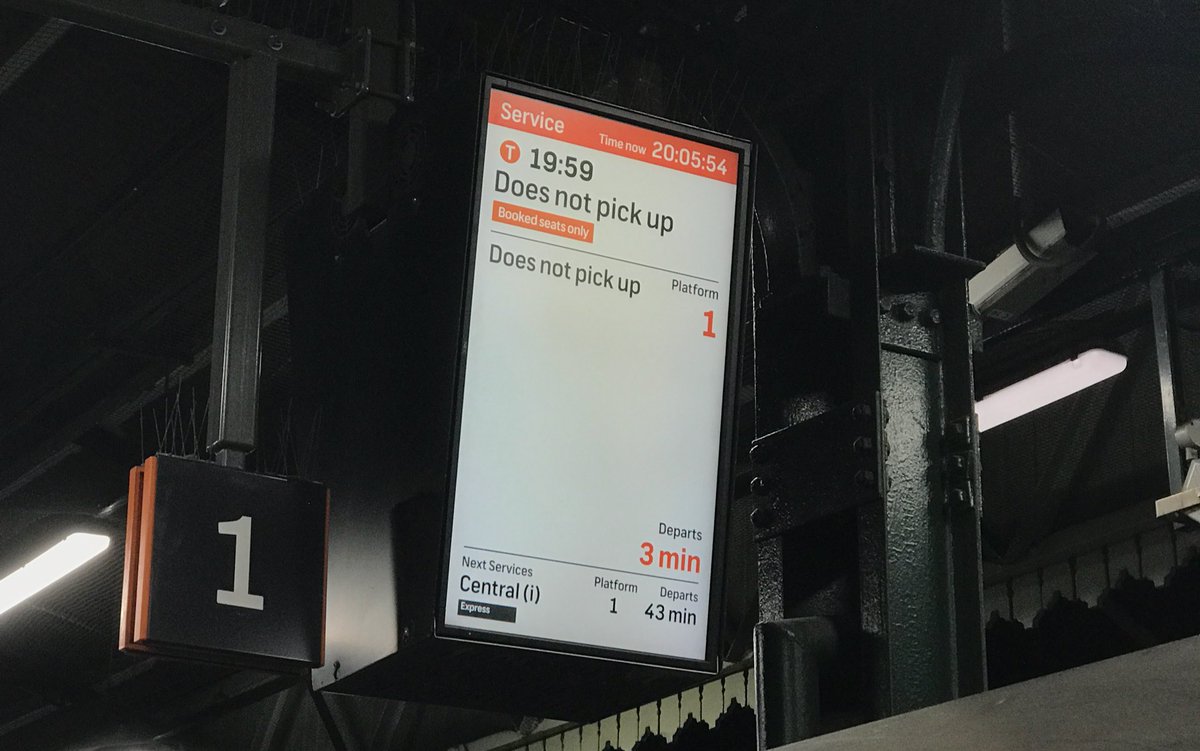 Service
Time now 20:05:54
T 19:59
Does not pick up
Booked seats only
Does not pick up
Platform
1
Departs
3 min
Next Services Platform Departs
Central (i) 1 43 min
Express
1